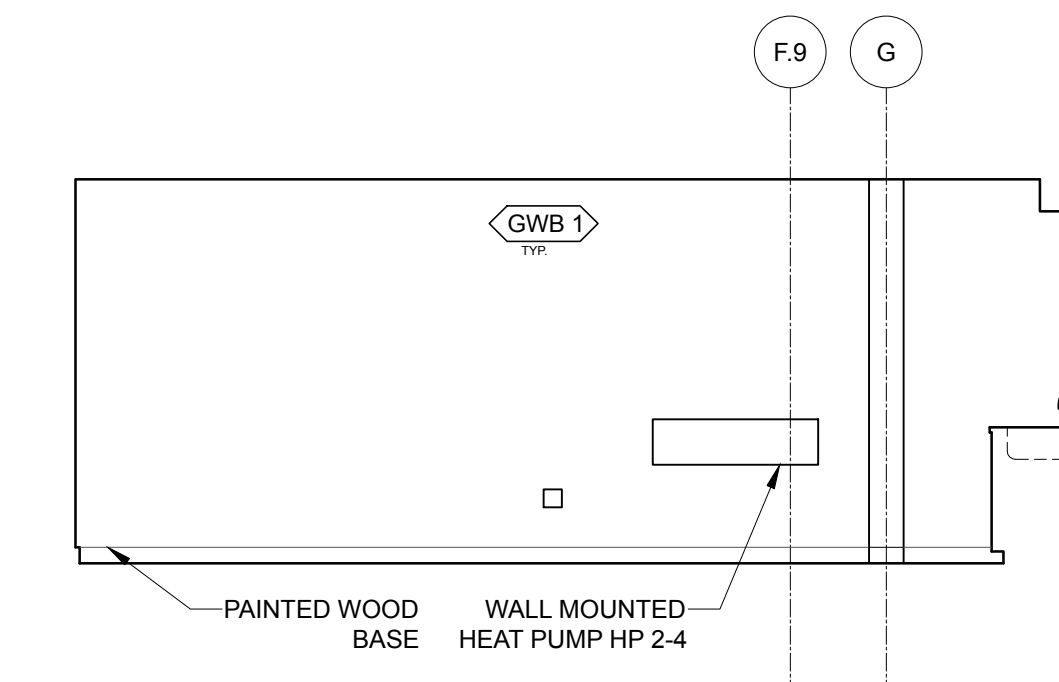 F.9 G
GWB 1
TYP.
PAINTED WOOD
BASE
WALL MOUNTED
HEAT PUMP HP 2-4